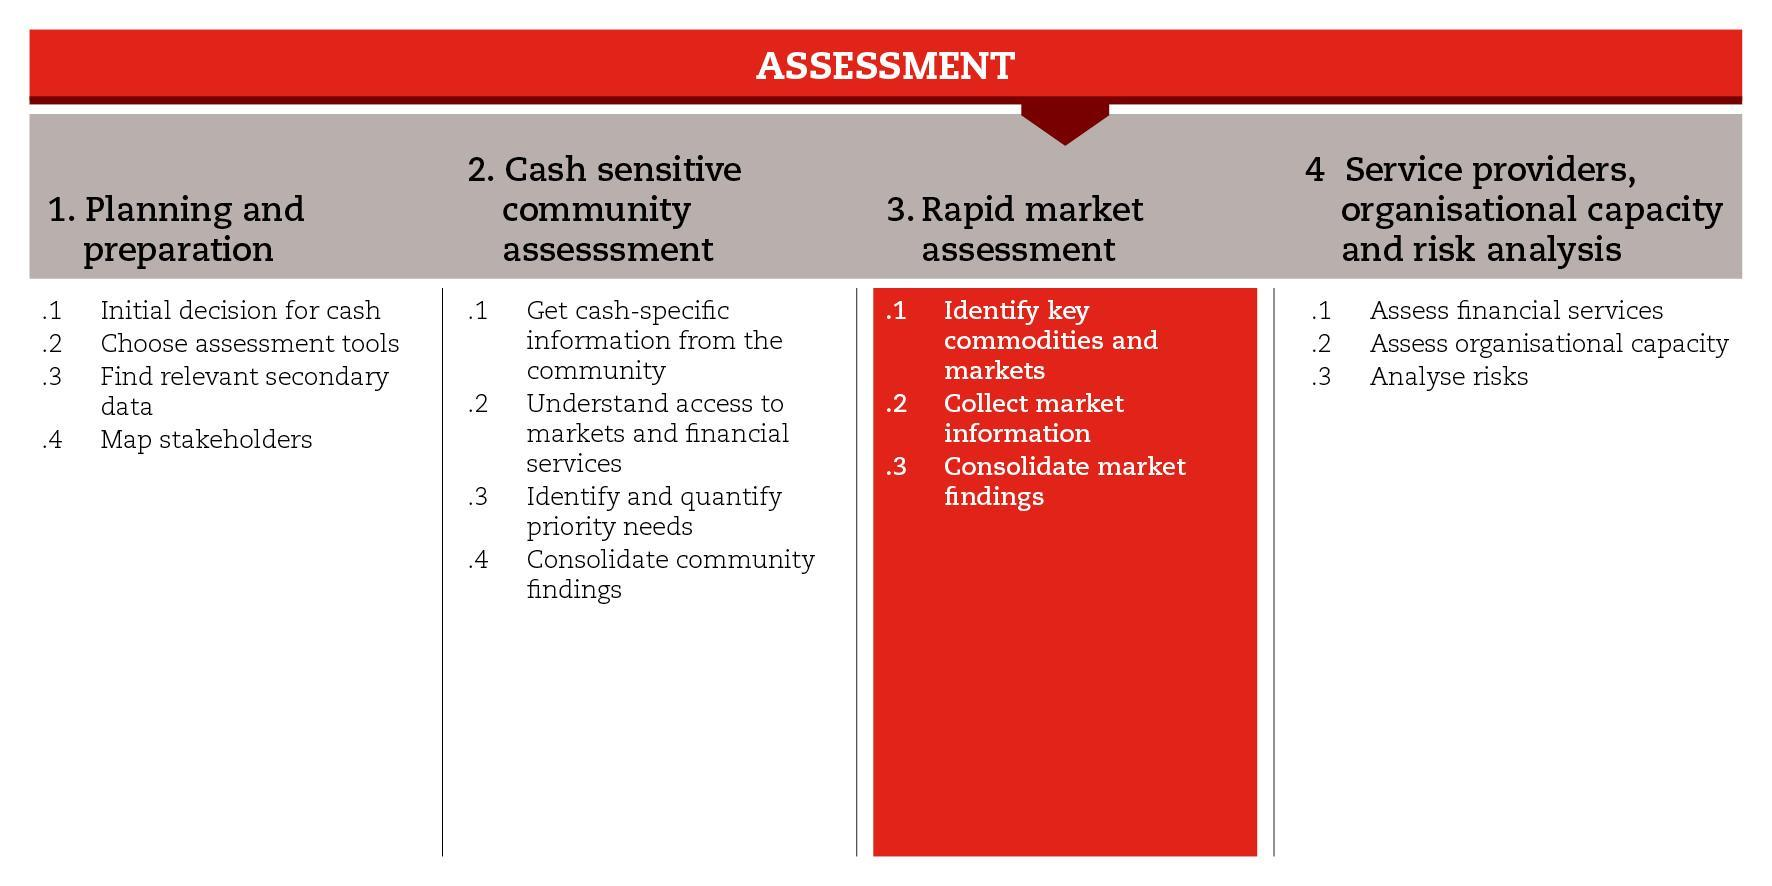 ASSESSMENT
1. Planning and
preparation
2. Cash sensitive
community
assesssment
3. Rapid market
assessment
4 Service providers,
organisational capacity
and risk analysis
.1 Initial decision for cash
.2 Choose assessment tools
.3 Find relevant secondary
data
.4 Map stakeholders
.1 Get cash-specific
information from the
community
.2 Understand access to
markets and financial
services
.3 Identify and quantify
priority needs
.4 Consolidate community
findings
.1 Identify key
commodities and
markets
.2 Collect market
information
.3 Consolidate market
findings
.1 Assess financial services
.2 Assess organisational capacity
.3 Analyse risks